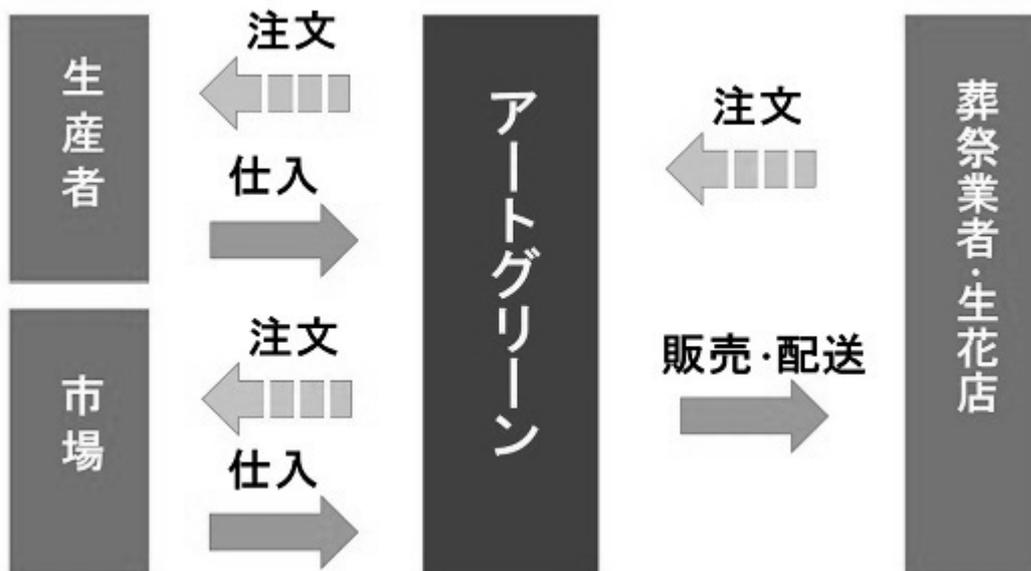 生産者
注文
仕入
市場
注文
仕入
アートグリーン
注文
販売・配送
葬祭業者・生花店